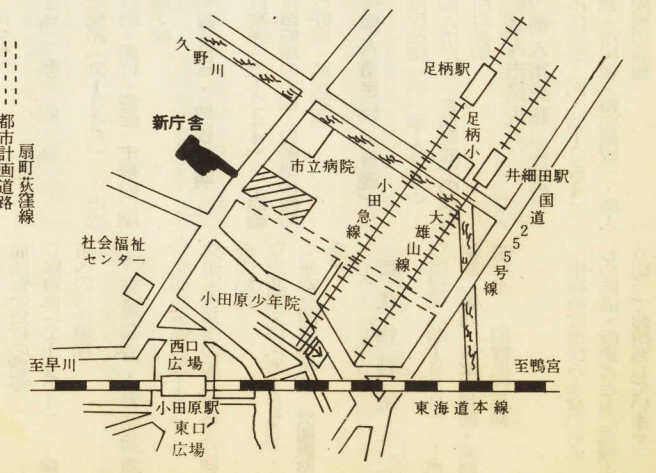 久野川
足柄駅
新庁舎
足柄小
市立病院
井細田駅
小田急線
大雄山線
国道255号線
扇町荻窪線
都市計画道路
社会福祉
センター
小田原少年院
西口
広場
至早川
至鴨宮
小田原駅
東口
広場
東海道本線